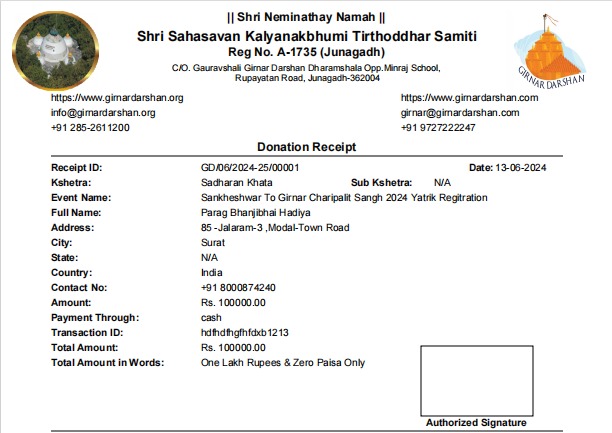 || Shri Neminathay Namah ||
Shri Sahasavan Kalyanakbhumi Tirthoddhar Samiti
Reg No. A-1735 (Junagadh)
C/O. Gauravshali Girnar Darshan Dharamshala Opp.Minraj School,
Rupayatan Road, Junagadh-362004
GIRNAR DARSHAN
https://www.girnardarshan.org https://www.girnardarshan.com
info@girnardarshan.org girnar@girnardarshan.com
+91 285-2611200 +91 9727222247
Donation Receipt
Receipt ID: GD/06/2024-25/00001 Date: 13-06-2024
Kshetra: Sadharan Khata Sub Kshetra: N/A
Event Name: Sankheshwar To Girnar Charipalit Sangh 2024 Yatrik Regitration
Full Name: Parag Bhanjibhai Hadiya
Address: 85 -Jalaram-3 ,Modal-Town Road
City: Surat
State: N/A
Country: India
Contact No: +91 8000874240
Amount: Rs. 100000.00
Payment Through: cash
Transaction ID: hdfhdfhgfhfdxb1213
Total Amount: Rs. 100000.00
Total Amount in Words: One Lakh Rupees & Zero Paisa Only
Authorized Signature